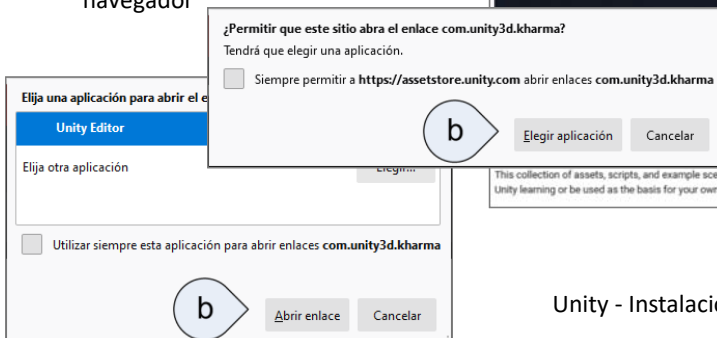 navegador
¿Permitir que este sitio abra el enlace com.unity3d.kharma?
Tendrá que elegir una aplicación.
Siempre permitir a https://assetstore.unity.com abrir enlaces com.unity3d.kharma
b
Elegir aplicación
Cancelar
Elija una aplicación para abrir el e
Unity Editor
Elija otra aplicación
Elegir...
Utilizar siempre esta aplicación para abrir enlaces com.unity3d.kharma
b
Abrir enlace
Cancelar
This collection of assets, scripts, and example sce
Unity learning or be used as the basis for your own
Unity - Instalació